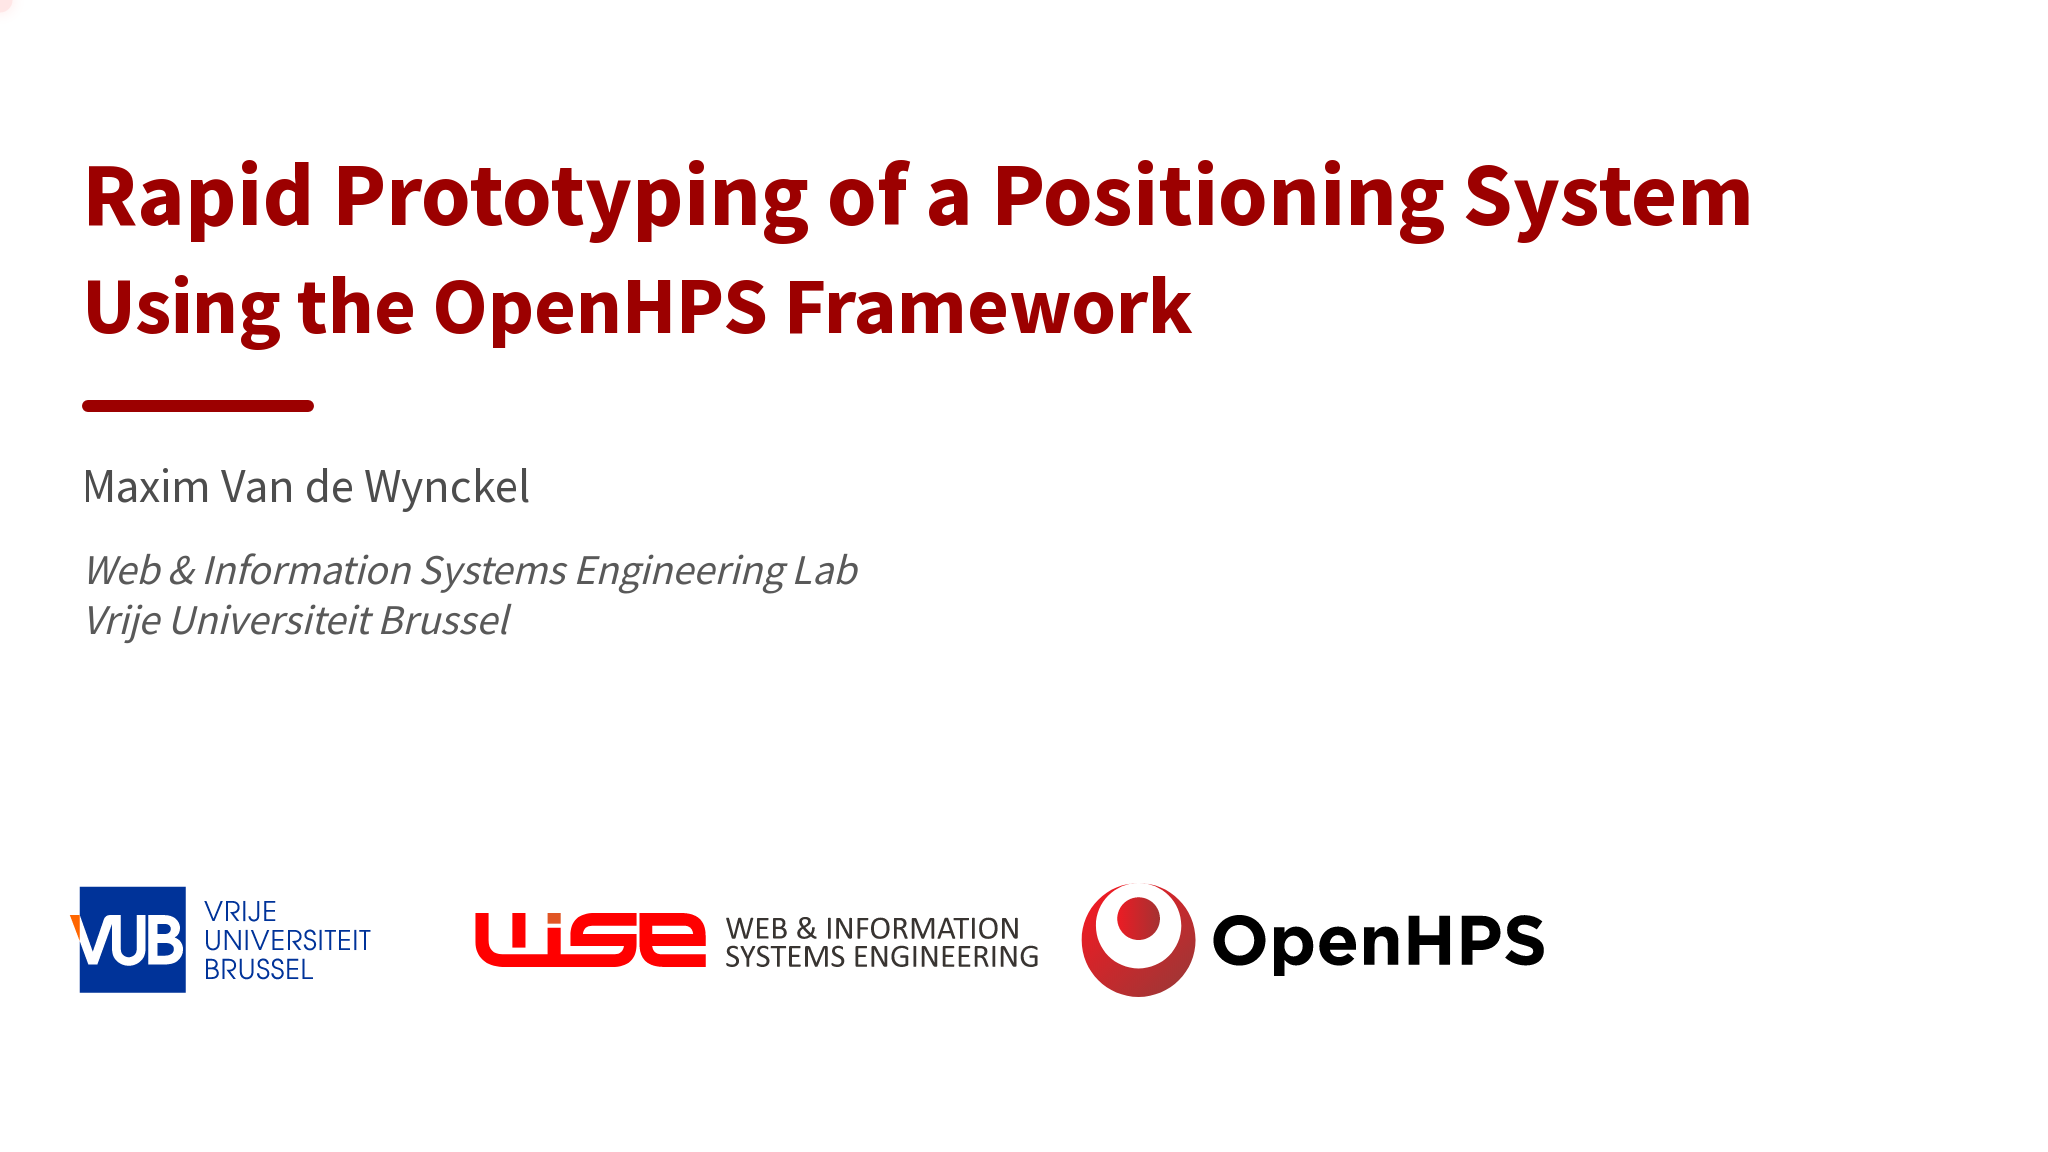 Rapid Prototyping of a Positioning System
Using the OpenHPS Framework
Maxim Van de Wynckel
Web & Information Systems Engineering Lab
Vrije Universiteit Brussel
VUB
VRIJE
UNIVERSITEIT
BRUSSEL
WISE
WEB & INFORMATION
SYSTEMS ENGINEERING
OpenHPS